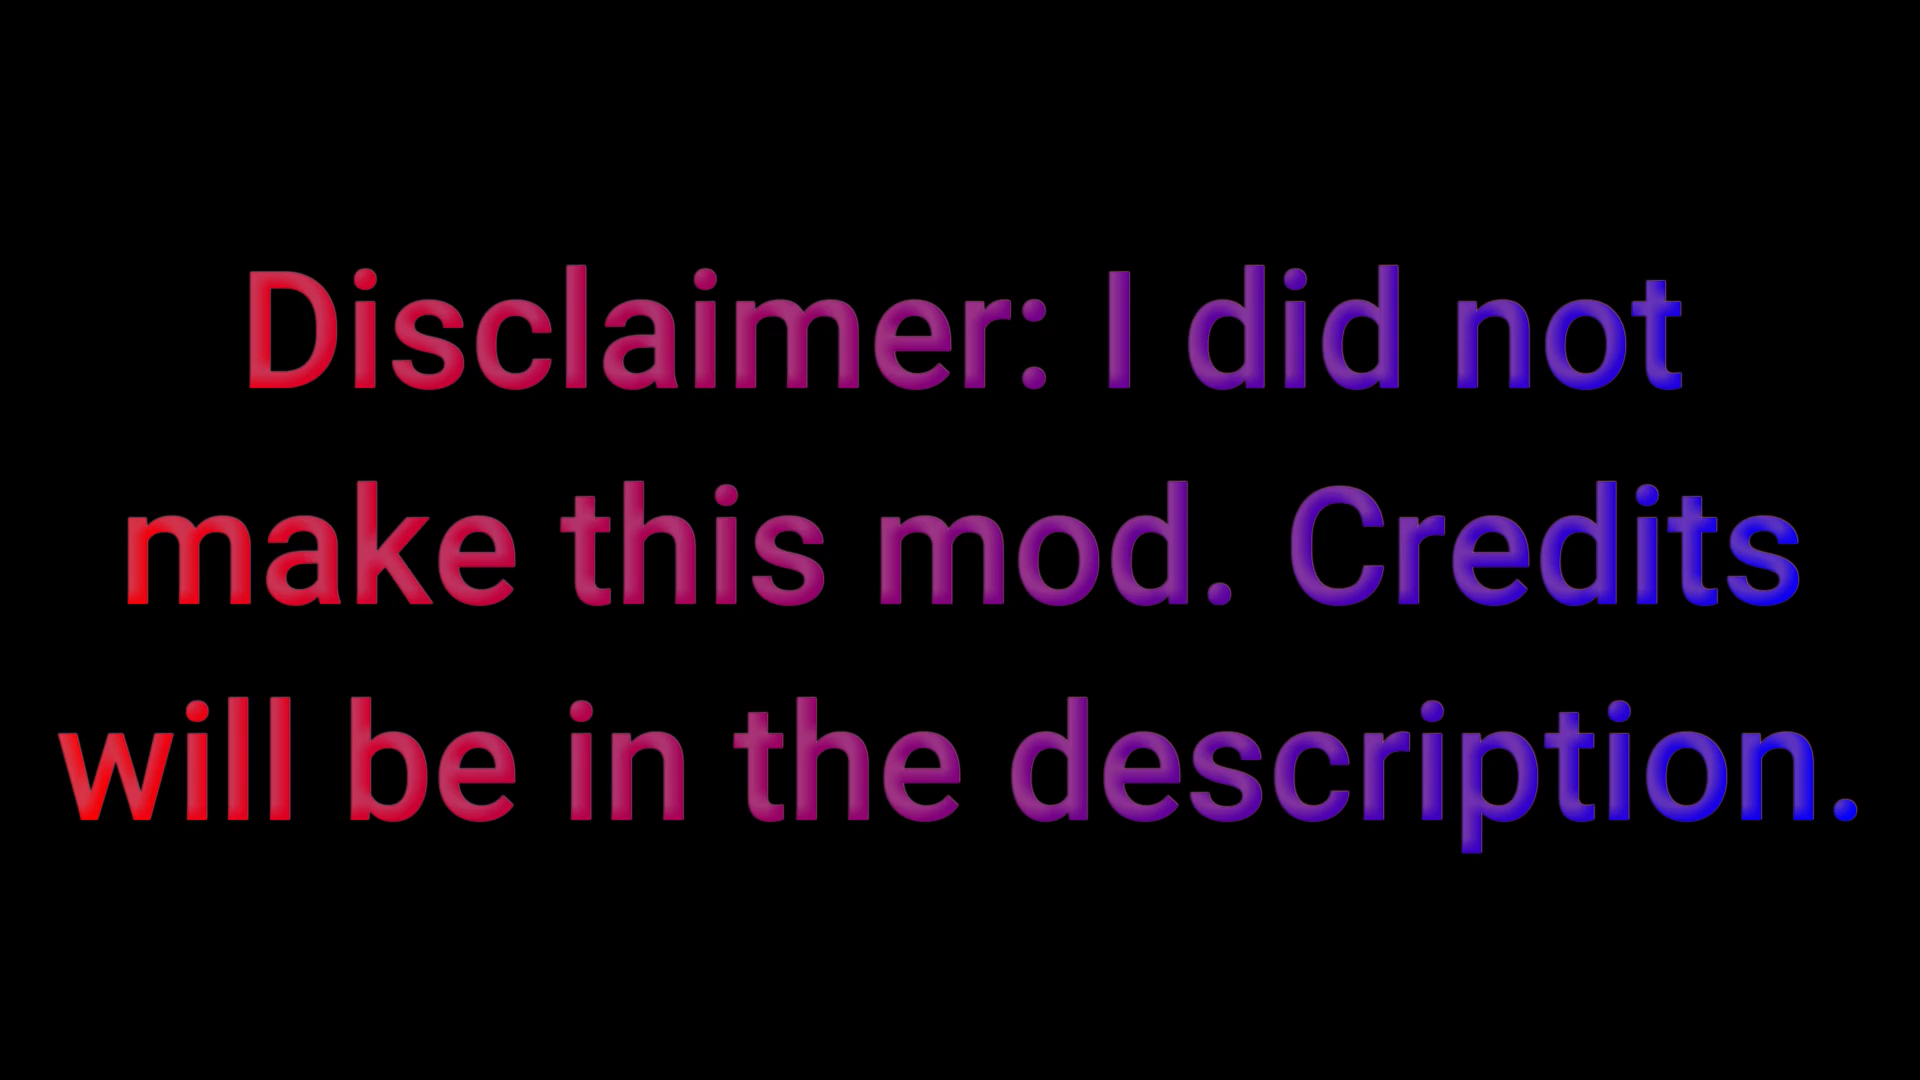 Disclaimer: I did not
make this mod. Credits
will be in the description.